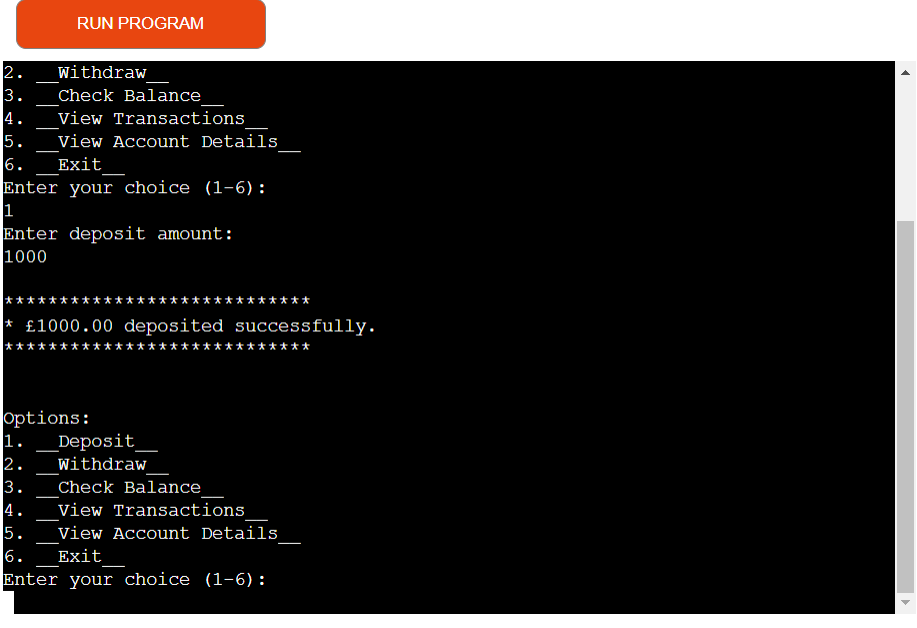 RUN PROGRAM
2. __Withdraw__
3. __Check Balance__
4. __View Transactions__
5. __View Account Details__
6. __Exit__
Enter your choice (1-6):
1
Enter deposit amount:
1000
****************************
* £1000.00 deposited successfully.
****************************
Options:
1. __Deposit__
2. __Withdraw__
3. __Check Balance__
4. __View Transactions__
5. __View Account Details__
6. __Exit__
Enter your choice (1-6):